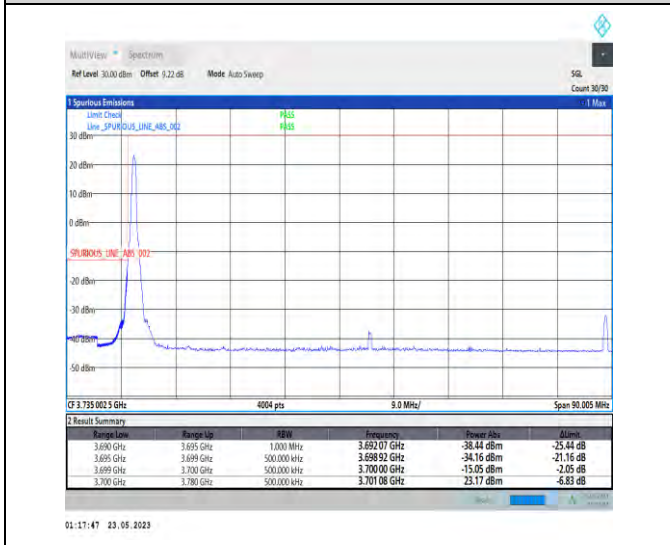 MultiView Spectrum
Ref Level 30.00 dBm Offset 9.22 dB Mode Auto Sweep SGL
Count 30/30
1 Spurious Emissions 1 Max
Limit Check PASS
Line _SPURIOUS_LINE_ABS_002 PASS
30 dBm
20 dBm
10 dBm
0 dBm
_SPURIOUS_LINE_ABS_002
-20 dBm
-30 dBm
-40 dBm
-50 dBm
CF 3.735 002 5 GHz 4004 pts 9.0 MHz/ Span 90.005 MHz
2 Result Summary
Range Low Range Up RBW Frequency Power Abs ΔLimit
3.690 GHz 3.695 GHz 1.000 MHz 3.692 07 GHz -38.44 dBm -25.44 dB
3.695 GHz 3.699 GHz 500.000 kHz 3.698 92 GHz -34.16 dBm -21.16 dB
3.699 GHz 3.700 GHz 500.000 kHz 3.700 00 GHz -15.05 dBm -2.05 dB
3.700 GHz 3.780 GHz 500.000 kHz 3.701 08 GHz 23.17 dBm -6.83 dB
01:17:47 23.05.2023